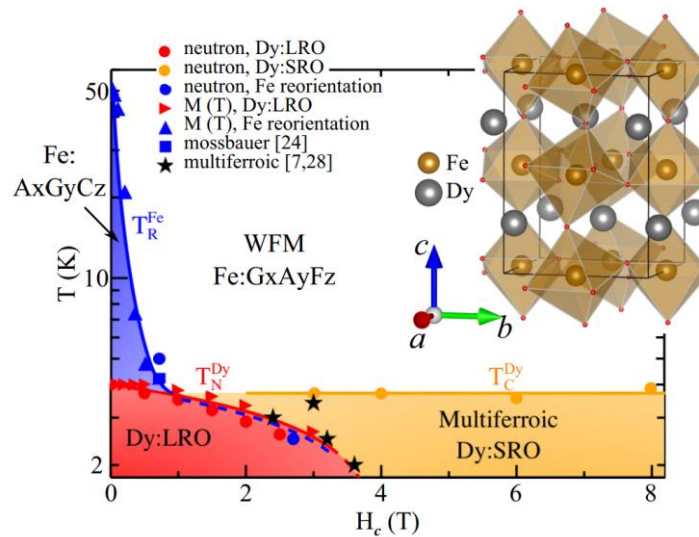 neutron, Dy:LRO
neutron, Dy:SRO
neutron, Fe reorientation
M (T), Dy:LRO
M (T), Fe reorientation
mossbauer [24]
multiferroic [7,28]
50
Fe:
AxGyCz
T_R^Fe
WFM
Fe:GxAyFz
Fe
Dy
c
a
b
T (K)
10
T_N^Dy
T_C^Dy
Dy:LRO
Multiferroic
Dy:SRO
2
0
2
4
6
8
H_c (T)